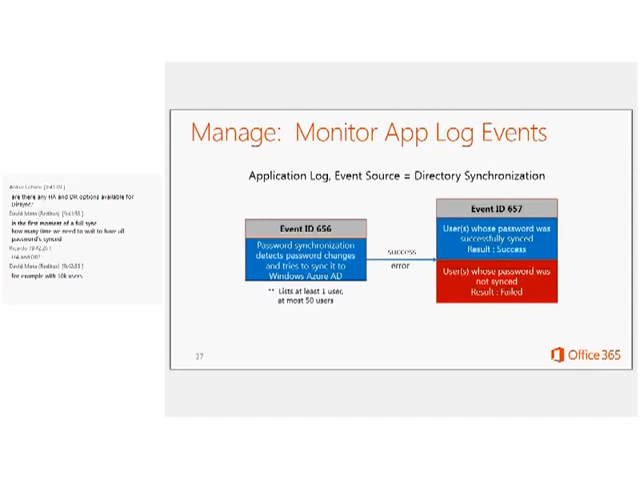 are there any HA and DR options available for
Dirsync?
is the first moment of a full sync
how many time we need to wait to have all
password's synced
Ricardo
HA and DR?
for example with 10k users
Manage: Monitor App Log Events
Application Log, Event Source = Directory Synchronization
Event ID 656
Password synchronization
detects password changes
and tries to sync it to
Windows Azure AD
** Lists at least 1 user,
at most 50 users
success
error
Event ID 657
User(s) whose password was
successfully synced
Result : Success
User(s) whose password was
not synced
Result : Failed
37
Office 365